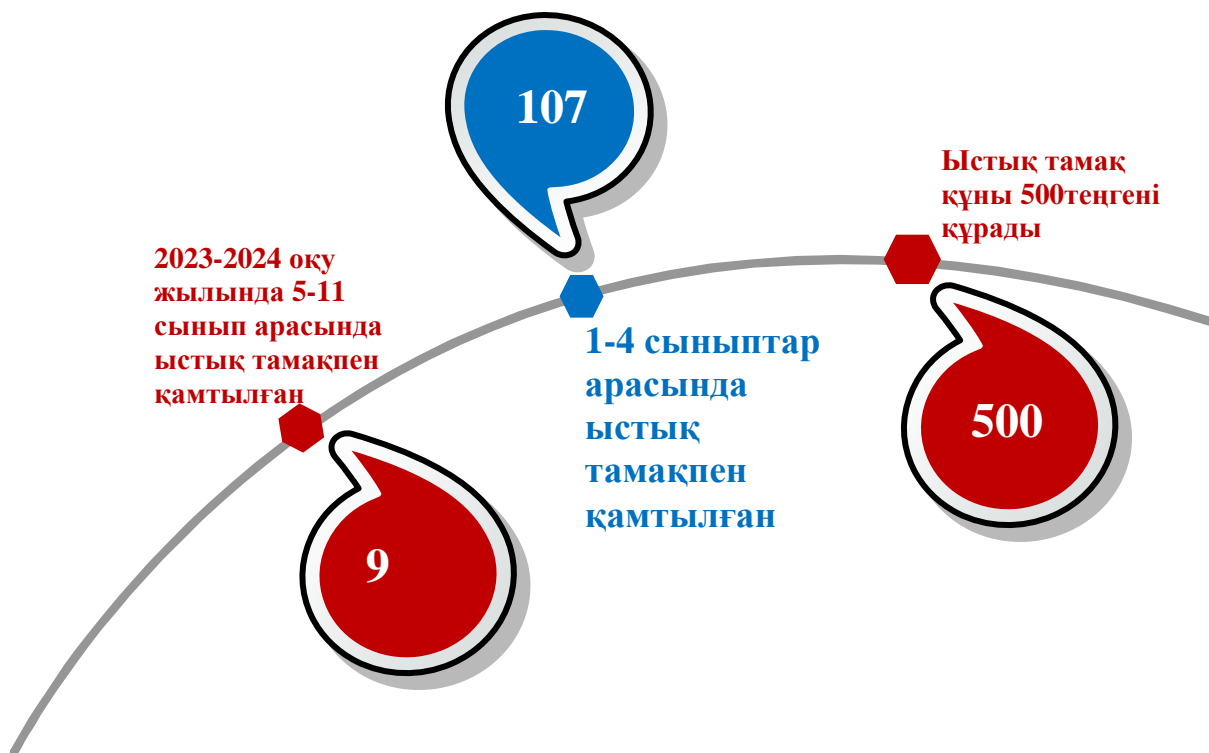 2023-2024 оқу
жылында 5-11
сынып арасында
ыстық тамақпен
қамтылған
9
107
1-4 сыныптар
арасында
ыстық
тамақпен
қамтылған
Ыстық тамақ
құны 500теңгені
құрады
500